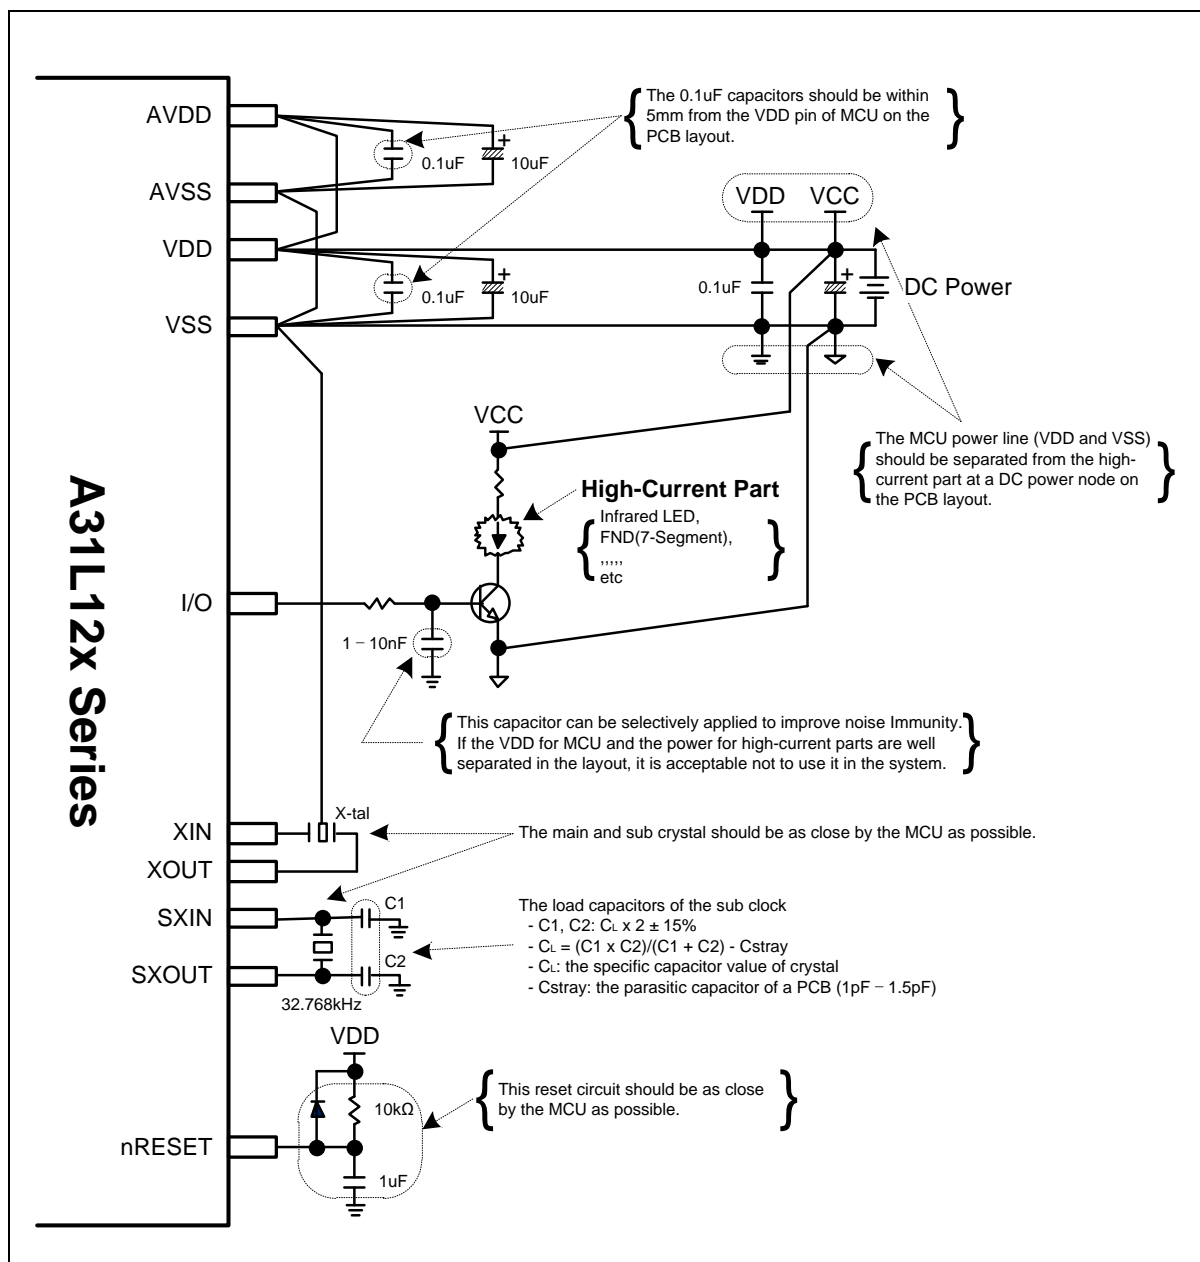 AVDD
AVSS
VDD
VSS
0.1uF
+
10uF
0.1uF
+
10uF
The 0.1uF capacitors should be within
5mm from the VDD pin of MCU on the
PCB layout.
VDD
VCC
0.1uF
+
DC Power
The MCU power line (VDD and VSS)
should be separated from the high-
current part at a DC power node on
the PCB layout.
VCC
High-Current Part
Infrared LED,
FND(7-Segment),
,,,,,
etc
A31L12x Series
I/O
1 – 10nF
This capacitor can be selectively applied to improve noise Immunity.
If the VDD for MCU and the power for high-current parts are well
separated in the layout, it is acceptable not to use it in the system.
XIN
X-tal
XOUT
The main and sub crystal should be as close by the MCU as possible.
SXIN
C1
SXOUT
C2
32.768kHz
The load capacitors of the sub clock
- C1, C2: CL x 2 ± 15%
- CL = (C1 x C2)/(C1 + C2) - Cstray
- CL: the specific capacitor value of crystal
- Cstray: the parasitic capacitor of a PCB (1pF – 1.5pF)
VDD
10kΩ
nRESET
1uF
This reset circuit should be as close
by the MCU as possible.